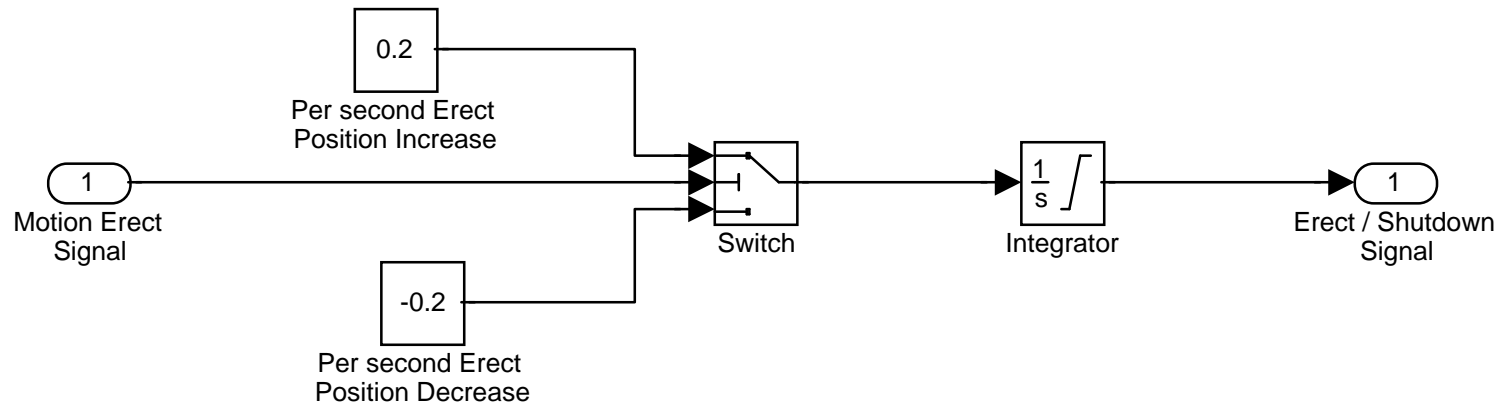 0.2
Per second Erect
Position Increase
1
Motion Erect
Signal
Switch
1
s
Integrator
1
Erect / Shutdown
Signal
-0.2
Per second Erect
Position Decrease